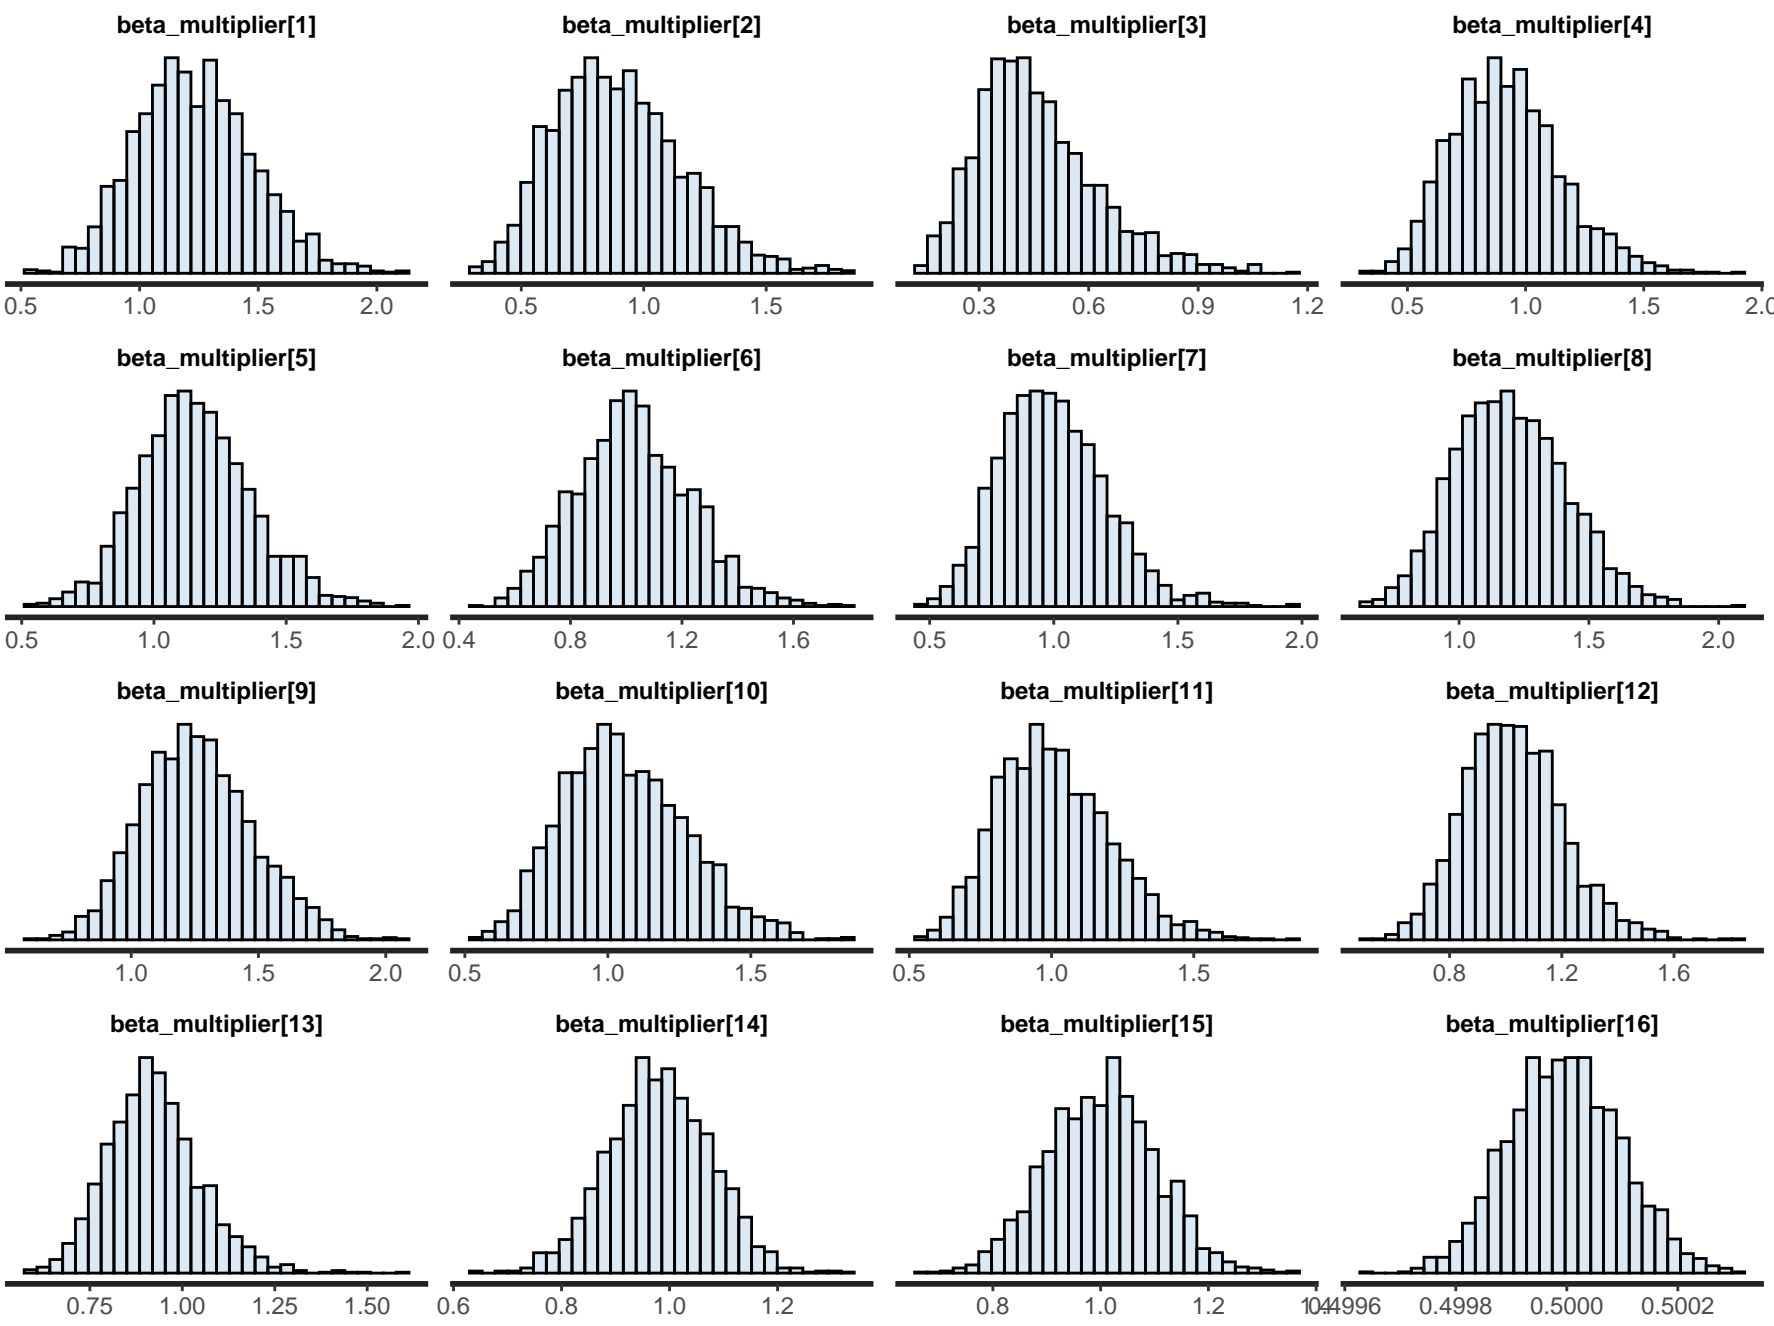 beta_multiplier[1] beta_multiplier[2] beta_multiplier[3] beta_multiplier[4]
0.5 1.0 1.5 2.0 0.5 1.0 1.5 0.3 0.6 0.9 1.2 0.5 1.0 1.5 2.0
beta_multiplier[5] beta_multiplier[6] beta_multiplier[7] beta_multiplier[8]
0.5 1.0 1.5 2.0 0.4 0.8 1.2 1.6 0.5 1.0 1.5 2.0 1.0 1.5 2.0
beta_multiplier[9] beta_multiplier[10] beta_multiplier[11] beta_multiplier[12]
1.0 1.5 2.0 0.5 1.0 1.5 0.5 1.0 1.5 0.8 1.2 1.6
beta_multiplier[13] beta_multiplier[14] beta_multiplier[15] beta_multiplier[16]
0.75 1.00 1.25 1.50 0.6 0.8 1.0 1.2 0.8 1.0 1.2 1.4 0.4996 0.4998 0.5000 0.5002